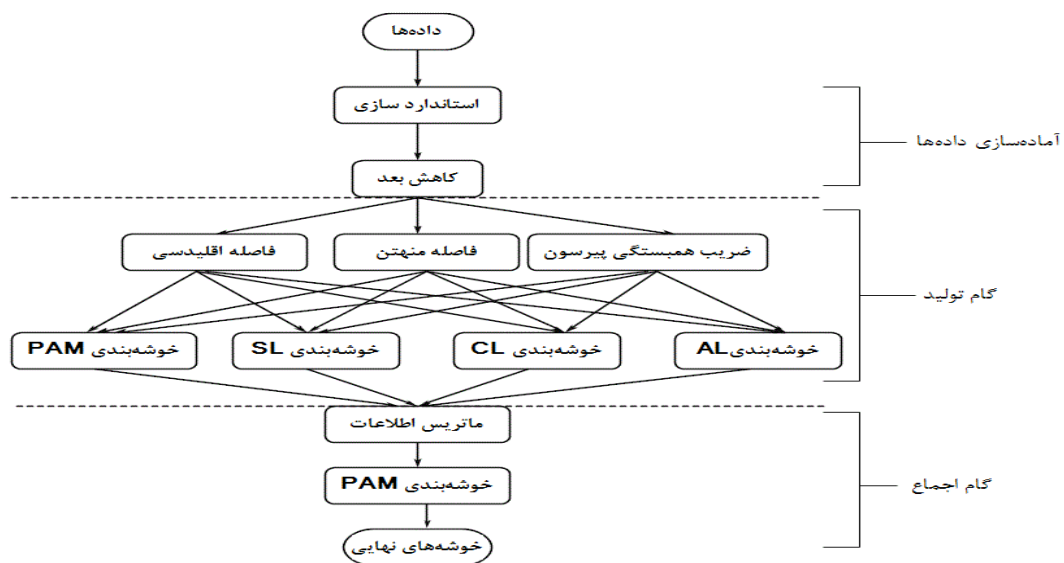 داده‌ها
استاندارد سازی
آماده‌سازی داده‌ها
کاهش بعد
ضریب همبستگی پیرسون
فاصله منهتن
فاصله اقلیدسی
گام تولید
خوشه‌بندیAL
خوشه‌بندی CL
خوشه‌بندی SL
خوشه‌بندی PAM
ماتریس اطلاعات
گام اجماع
خوشه‌بندی PAM
خوشه‌های نهایی